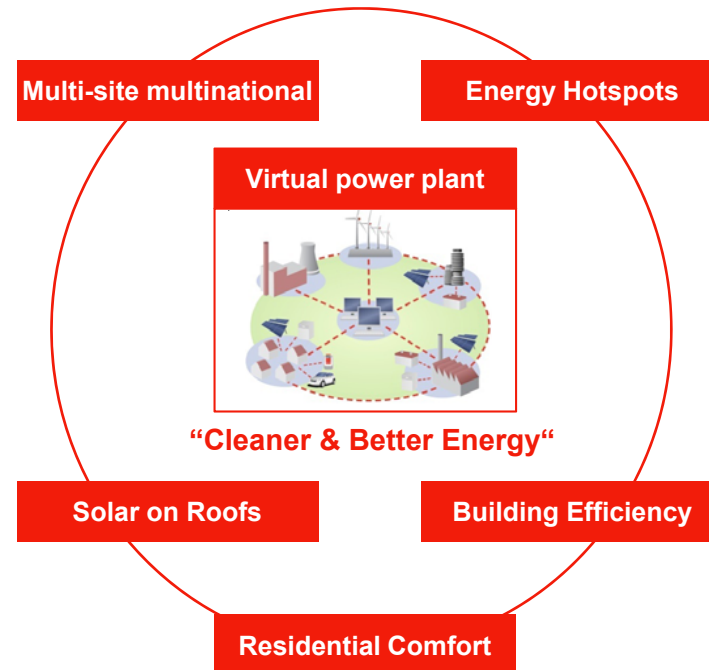 Multi-site multinational
Energy Hotspots
Virtual power plant
“Cleaner & Better Energy“
Solar on Roofs
Building Efficiency
Residential Comfort